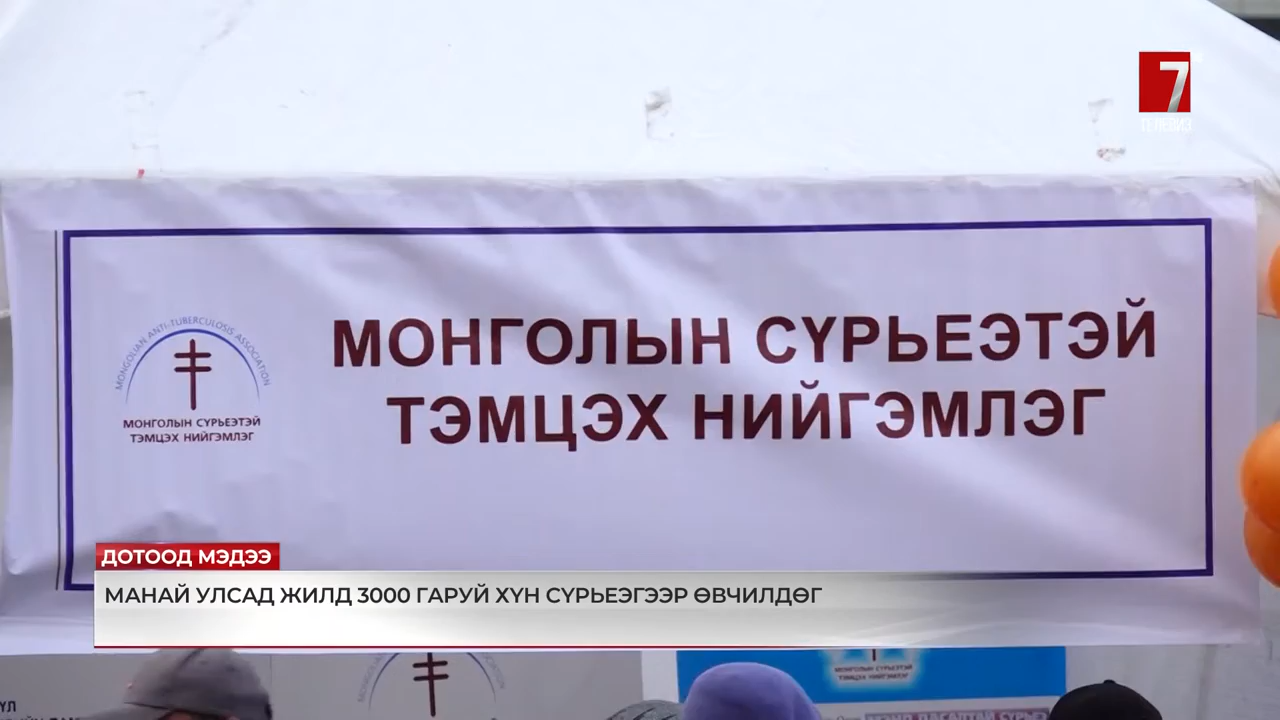 7
ТЕЛЕВИЗ
MONGOLIAN ANTI-TUBERCULOSIS ASSOCIATION
МОНГОЛЫН СҮРЬЕЭТЭЙ
ТЭМЦЭХ НИЙГЭМЛЭГ
МОНГОЛЫН СҮРЬЕЭТЭЙ
ТЭМЦЭХ НИЙГЭМЛЭГ
ДОТООД МЭДЭЭ
МАНАЙ УЛСАД ЖИЛД 3000 ГАРУЙ ХҮН СҮРЬЕЭГЭЭР ӨВЧИЛДӨГ
МОНГОЛЫН СҮРЬЕЭТЭЙ
ТЭМЦЭХ НИЙГЭМЛЭГ